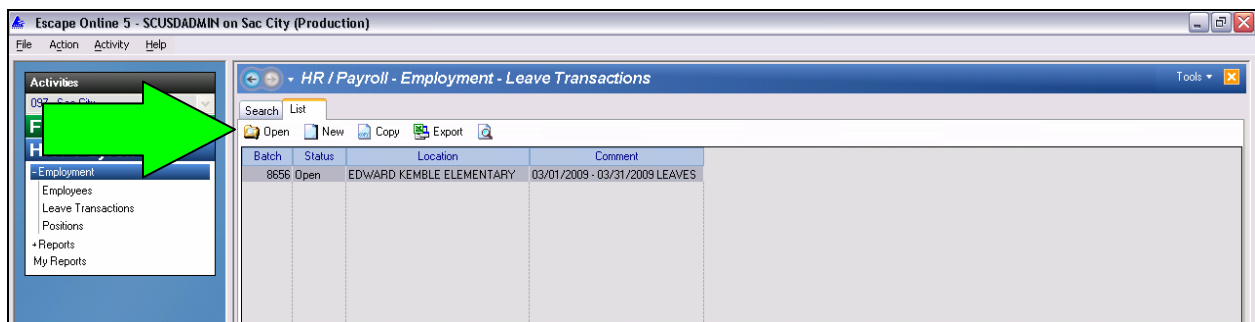 Escape Online 5 - SCUSDADMIN on Sac City (Production)
File Action Activity Help
Activities
HR / Payroll - Employment - Leave Transactions
Tools
Search List
Open New Copy Export
Batch Status Location Comment
8656 Open EDWARD KEMBLE ELEMENTARY 03/01/2009 - 03/31/2009 LEAVES
- Employment
Employees
Leave Transactions
Positions
+ Reports
My Reports